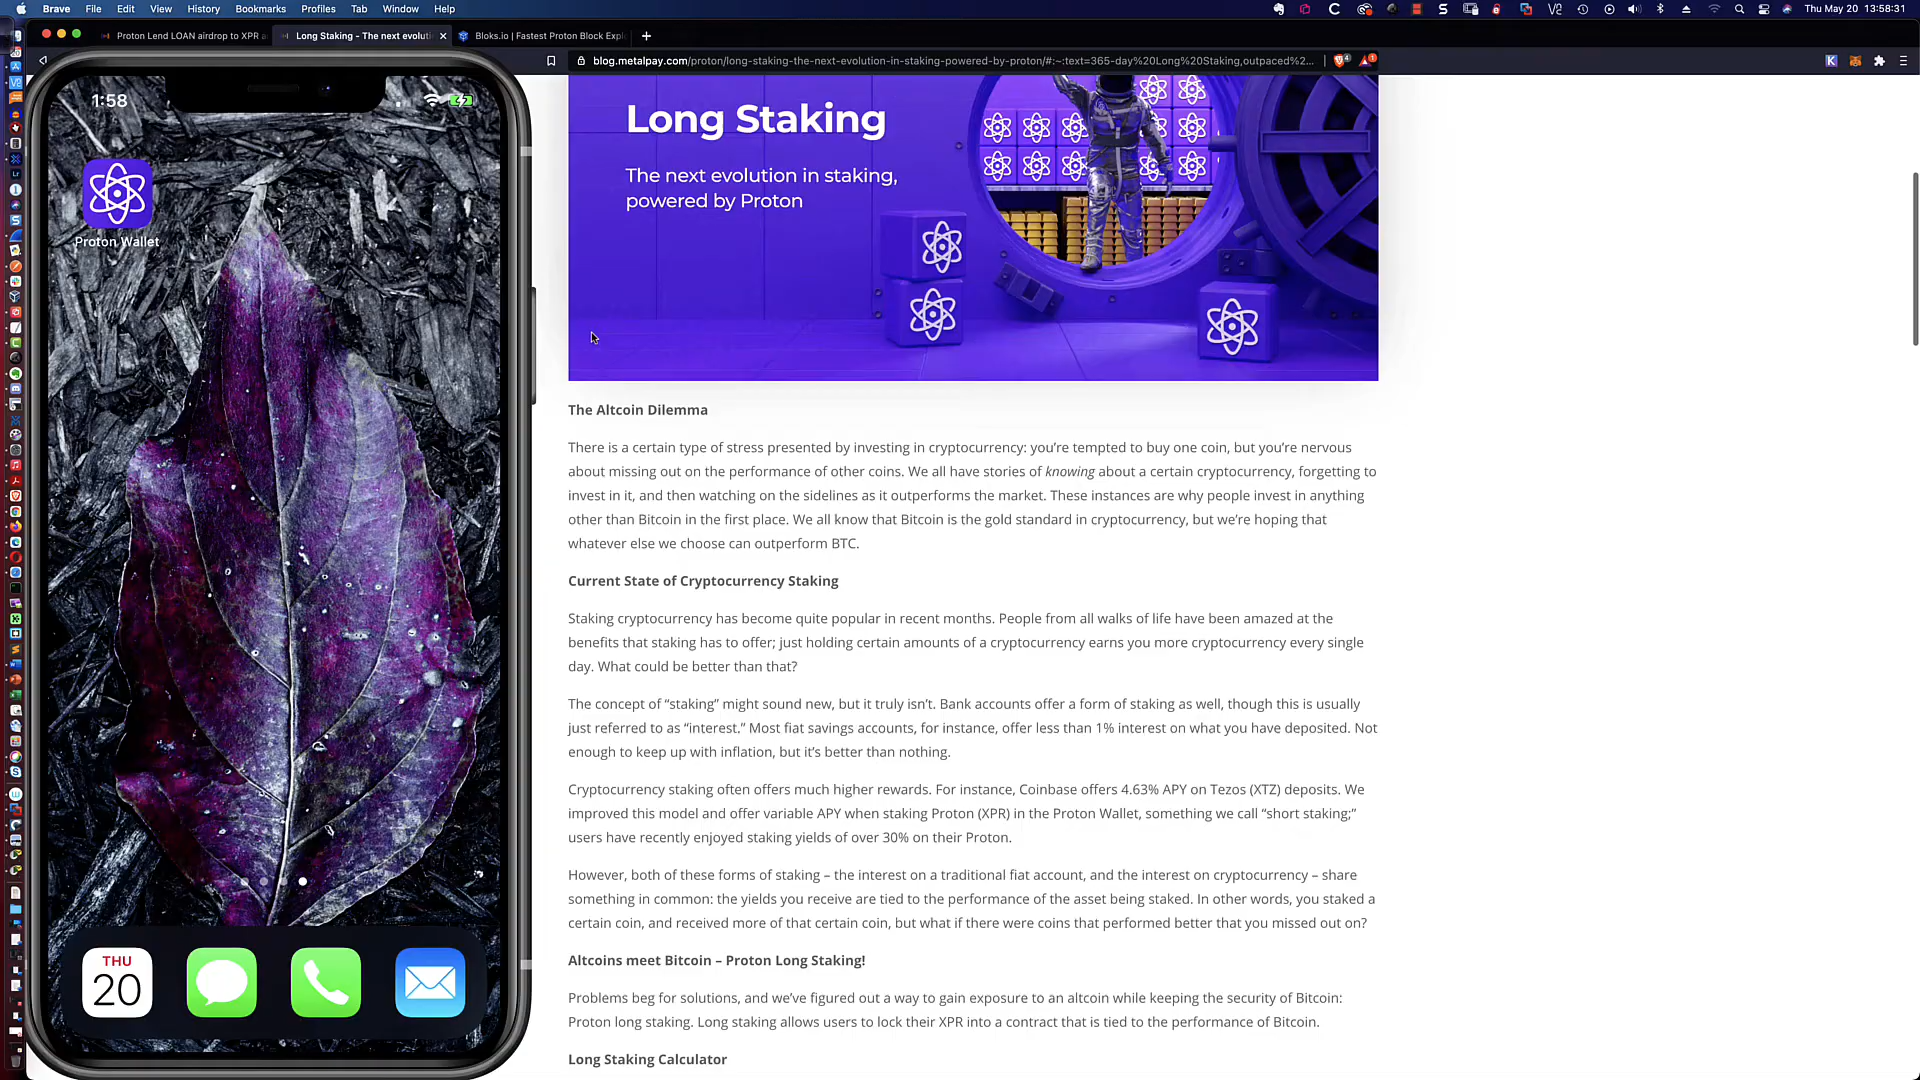 Brave File Edit View History Bookmarks Profiles Tab Window Help
Thu May 20 13:58:31
Proton Lend LOAN airdrop to XPR a
Long Staking - The next evoluti
Bloks.io | Fastest Proton Block Expl
blog.metalpay.com/proton/long-staking-the-next-evolution-in-staking-powered-by-proton/#:~:text=365-day%20Long%20Staking,outpaced%2...
1:58
Proton Wallet
THU
20
Long Staking
The next evolution in staking,
powered by Proton
The Altcoin Dilemma
There is a certain type of stress presented by investing in cryptocurrency: you’re tempted to buy one coin, but you’re nervous
about missing out on the performance of other coins. We all have stories of knowing about a certain cryptocurrency, forgetting to
invest in it, and then watching on the sidelines as it outperforms the market. These instances are why people invest in anything
other than Bitcoin in the first place. We all know that Bitcoin is the gold standard in cryptocurrency, but we’re hoping that
whatever else we choose can outperform BTC.
Current State of Cryptocurrency Staking
Staking cryptocurrency has become quite popular in recent months. People from all walks of life have been amazed at the
benefits that staking has to offer; just holding certain amounts of a cryptocurrency earns you more cryptocurrency every single
day. What could be better than that?
The concept of “staking” might sound new, but it truly isn’t. Bank accounts offer a form of staking as well, though this is usually
just referred to as “interest.” Most fiat savings accounts, for instance, offer less than 1% interest on what you have deposited. Not
enough to keep up with inflation, but it’s better than nothing.
Cryptocurrency staking often offers much higher rewards. For instance, Coinbase offers 4.63% APY on Tezos (XTZ) deposits. We
improved this model and offer variable APY when staking Proton (XPR) in the Proton Wallet, something we call “short staking;”
users have recently enjoyed staking yields of over 30% on their Proton.
However, both of these forms of staking – the interest on a traditional fiat account, and the interest on cryptocurrency – share
something in common: the yields you receive are tied to the performance of the asset being staked. In other words, you staked a
certain coin, and received more of that certain coin, but what if there were coins that performed better that you missed out on?
Altcoins meet Bitcoin – Proton Long Staking!
Problems beg for solutions, and we’ve figured out a way to gain exposure to an altcoin while keeping the security of Bitcoin:
Proton long staking. Long staking allows users to lock their XPR into a contract that is tied to the performance of Bitcoin.
Long Staking Calculator